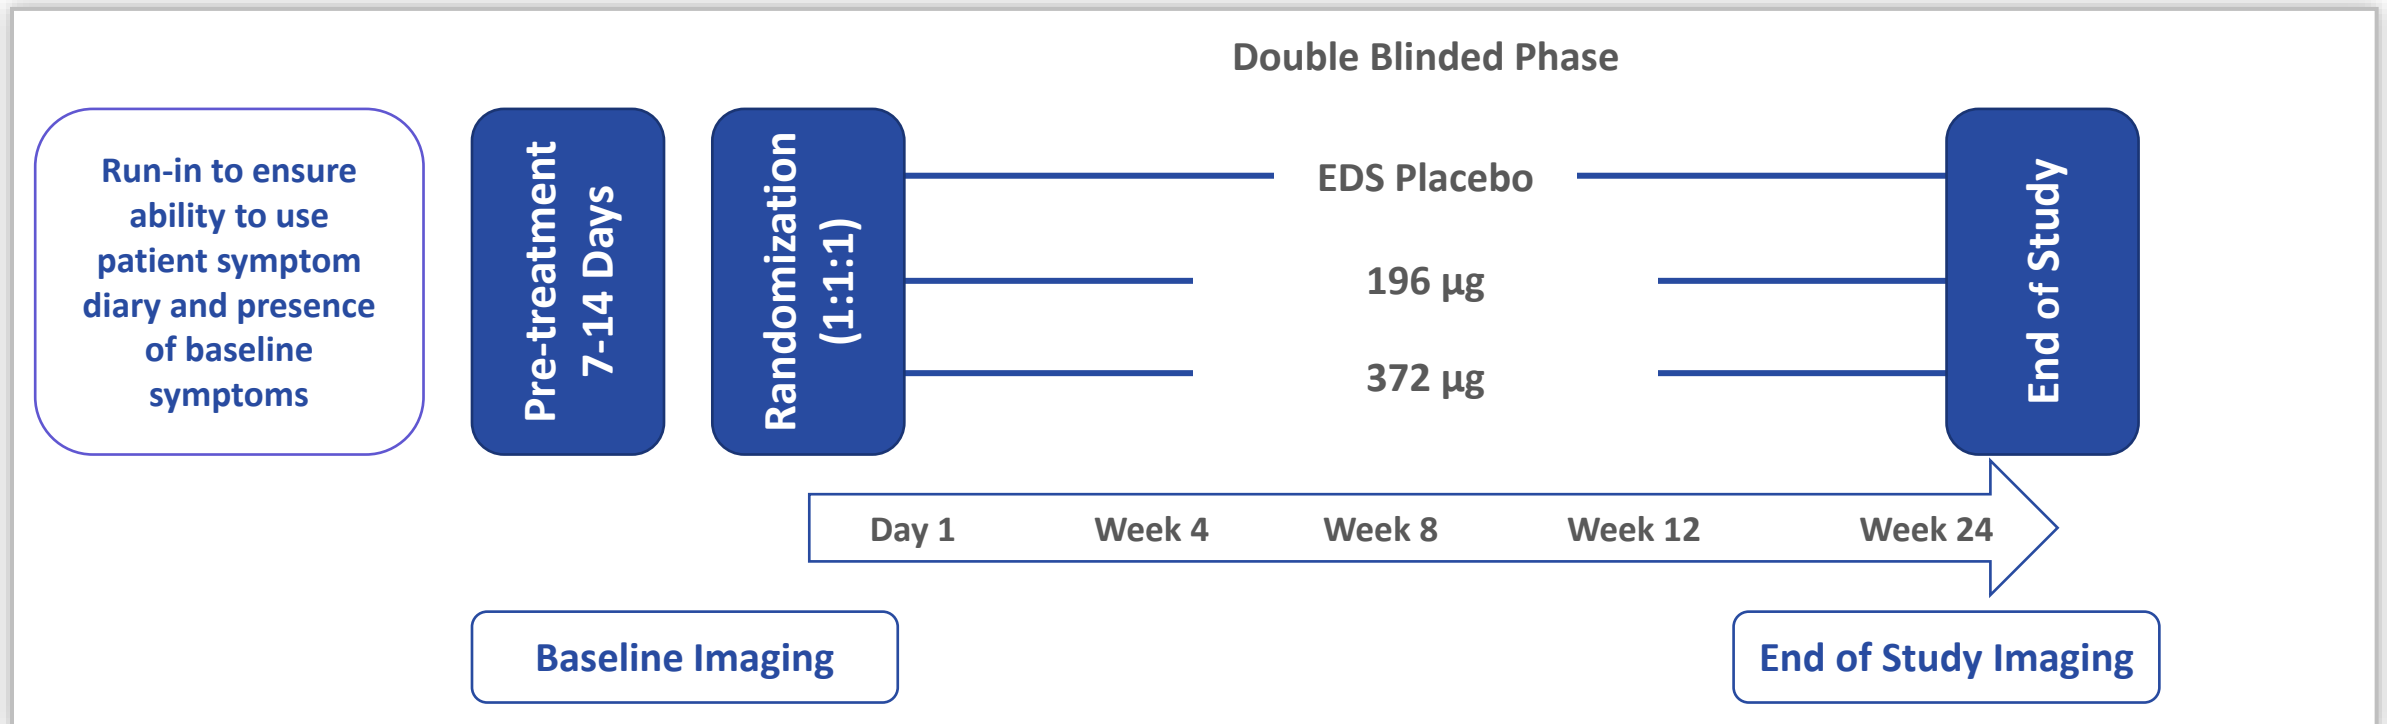 Double Blinded Phase
Run-in to ensure
ability to use
patient symptom
diary and presence
of baseline
symptoms
Pre-treatment
7-14 Days
Randomization
(1:1:1)
EDS Placebo
196 µg
372 µg
End of Study
Day 1 Week 4 Week 8 Week 12 Week 24
Baseline Imaging
End of Study Imaging